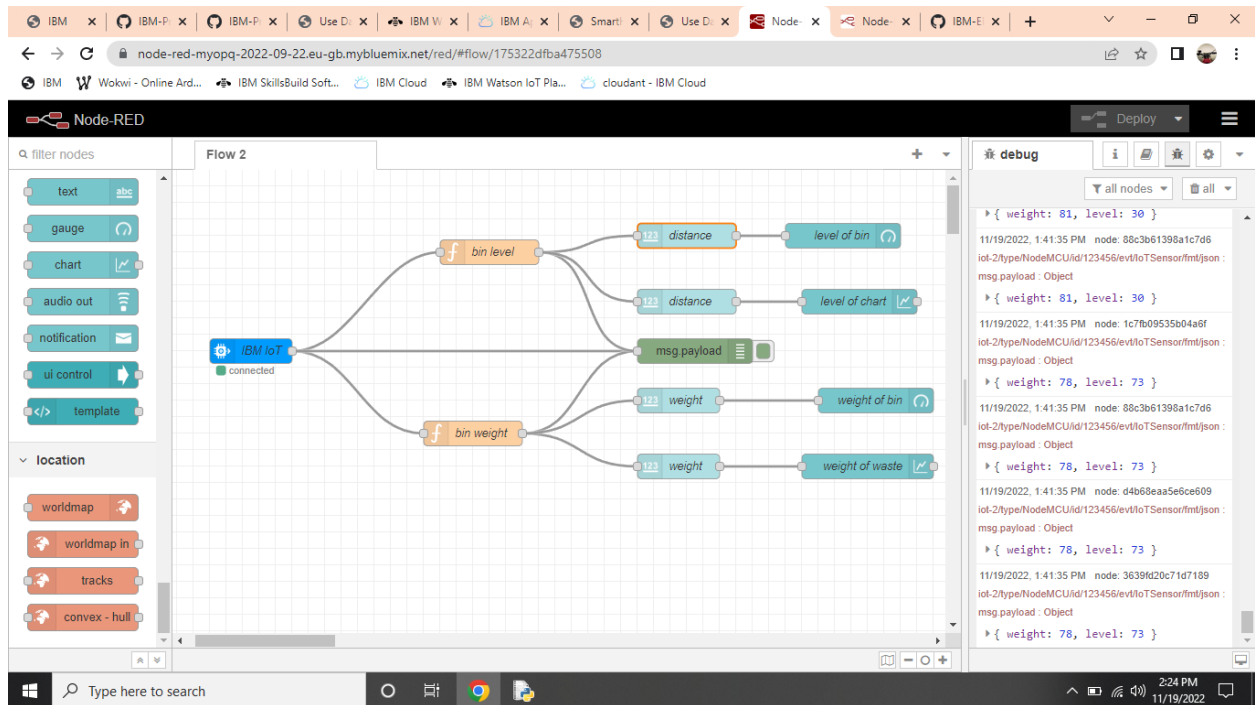 IBM
IBM-P
IBM-P
Use Da
IBM W
IBM A
Smart
Use Da
Node-
Node-
IBM-E
node-red-myopq-2022-09-22.eu-gb.mybluemix.net/red/#flow/175322dfba475508
IBM
Wokwi - Online Ard...
IBM SkillsBuild Soft...
IBM Cloud
IBM Watson IoT Pla...
cloudant - IBM Cloud
Node-RED
Deploy
filter nodes
Flow 2
debug
i
all nodes
all
text
abc
gauge
chart
audio out
notification
ui control
template
</>
location
worldmap
worldmap in
tracks
convex - hull
IBM IoT
connected
f
bin level
f
bin weight
123
distance
level of bin
123
distance
level of chart
msg.payload
123
weight
weight of bin
123
weight
weight of waste
{ weight: 81, level: 30 }
11/19/2022, 1:41:35 PM node: 88c3b61398a1c7d6
iot-2/type/NodeMCU/id/123456/evt/IoTSensor/fmt/json :
msg.payload : Object
{ weight: 81, level: 30 }
11/19/2022, 1:41:35 PM node: 1c7fb09535b04a6f
iot-2/type/NodeMCU/id/123456/evt/IoTSensor/fmt/json :
msg.payload : Object
{ weight: 78, level: 73 }
11/19/2022, 1:41:35 PM node: 88c3b61398a1c7d6
iot-2/type/NodeMCU/id/123456/evt/IoTSensor/fmt/json :
msg.payload : Object
{ weight: 78, level: 73 }
11/19/2022, 1:41:35 PM node: d4b68eaa5e6ce609
iot-2/type/NodeMCU/id/123456/evt/IoTSensor/fmt/json :
msg.payload : Object
{ weight: 78, level: 73 }
11/19/2022, 1:41:35 PM node: 3639fd20c71d7189
iot-2/type/NodeMCU/id/123456/evt/IoTSensor/fmt/json :
msg.payload : Object
{ weight: 78, level: 73 }
Type here to search
2:24 PM
11/19/2022